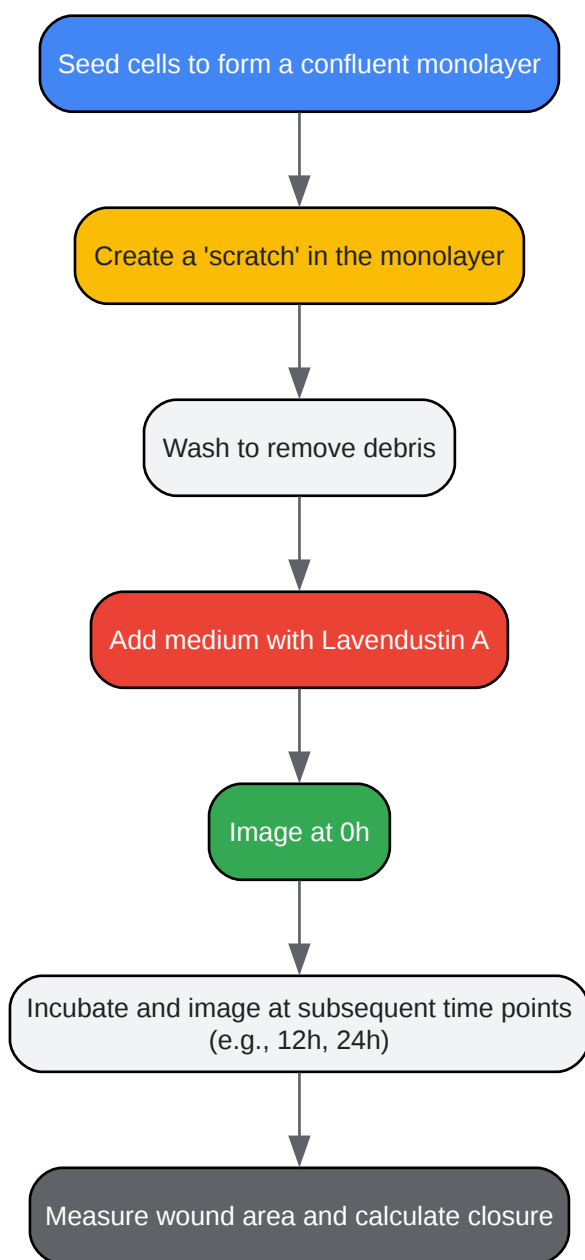 Seed cells to form a confluent monolayer
Create a 'scratch' in the monolayer
Wash to remove debris
Add medium with Lavendustin A
Image at 0h
Incubate and image at subsequent time points
(e.g., 12h, 24h)
Measure wound area and calculate closure